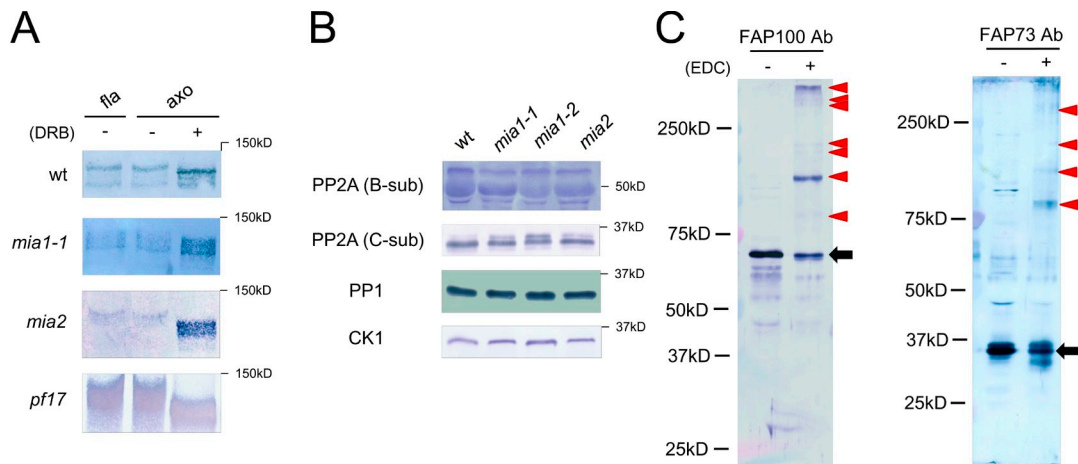 A
fla axo
(DRB) - - +
150kD
wt
150kD
mia1-1
150kD
mia2
150kD
pf17
B
wt mia1-1 mia1-2 mia2
PP2A (B-sub) 50kD
PP2A (C-sub) 37kD
PP1 37kD
CK1 37kD
C
FAP100 Ab
(EDC) - +
250kD
75kD
50kD
37kD
25kD
FAP73 Ab
- +
250kD
75kD
50kD
37kD
25kD